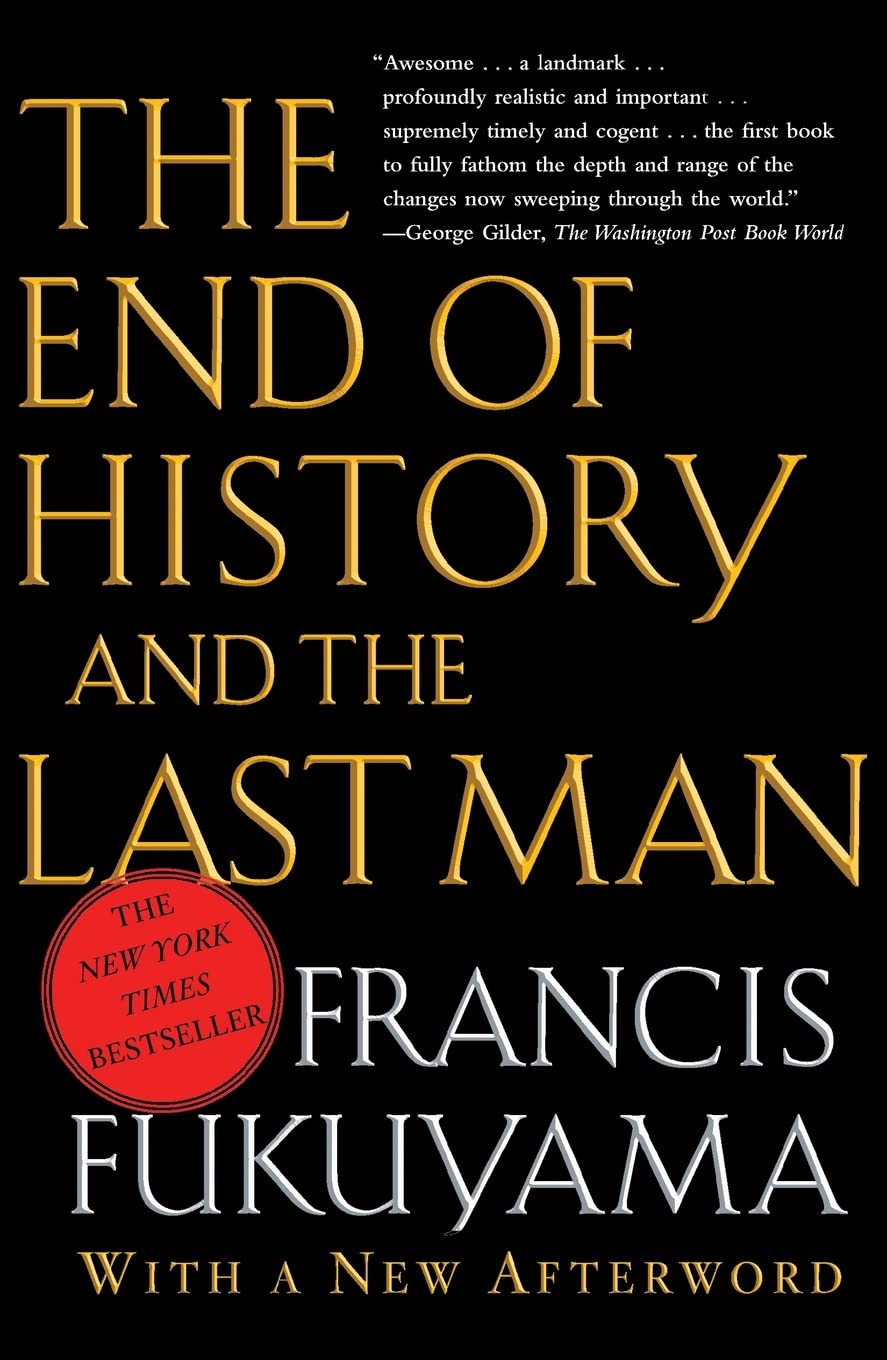 “Awesome . . . a landmark . . .
profoundly realistic and important . . .
supremely timely and cogent . . . the first book
to fully fathom the depth and range of the
changes now sweeping through the world.”
—George Gilder, The Washington Post Book World
THE
END OF
HISTORY
AND THE
LAST MAN
THE
NEW YORK
TIMES
BESTSELLER
FRANCIS
FUKUYAMA
WITH A NEW AFTERWORD